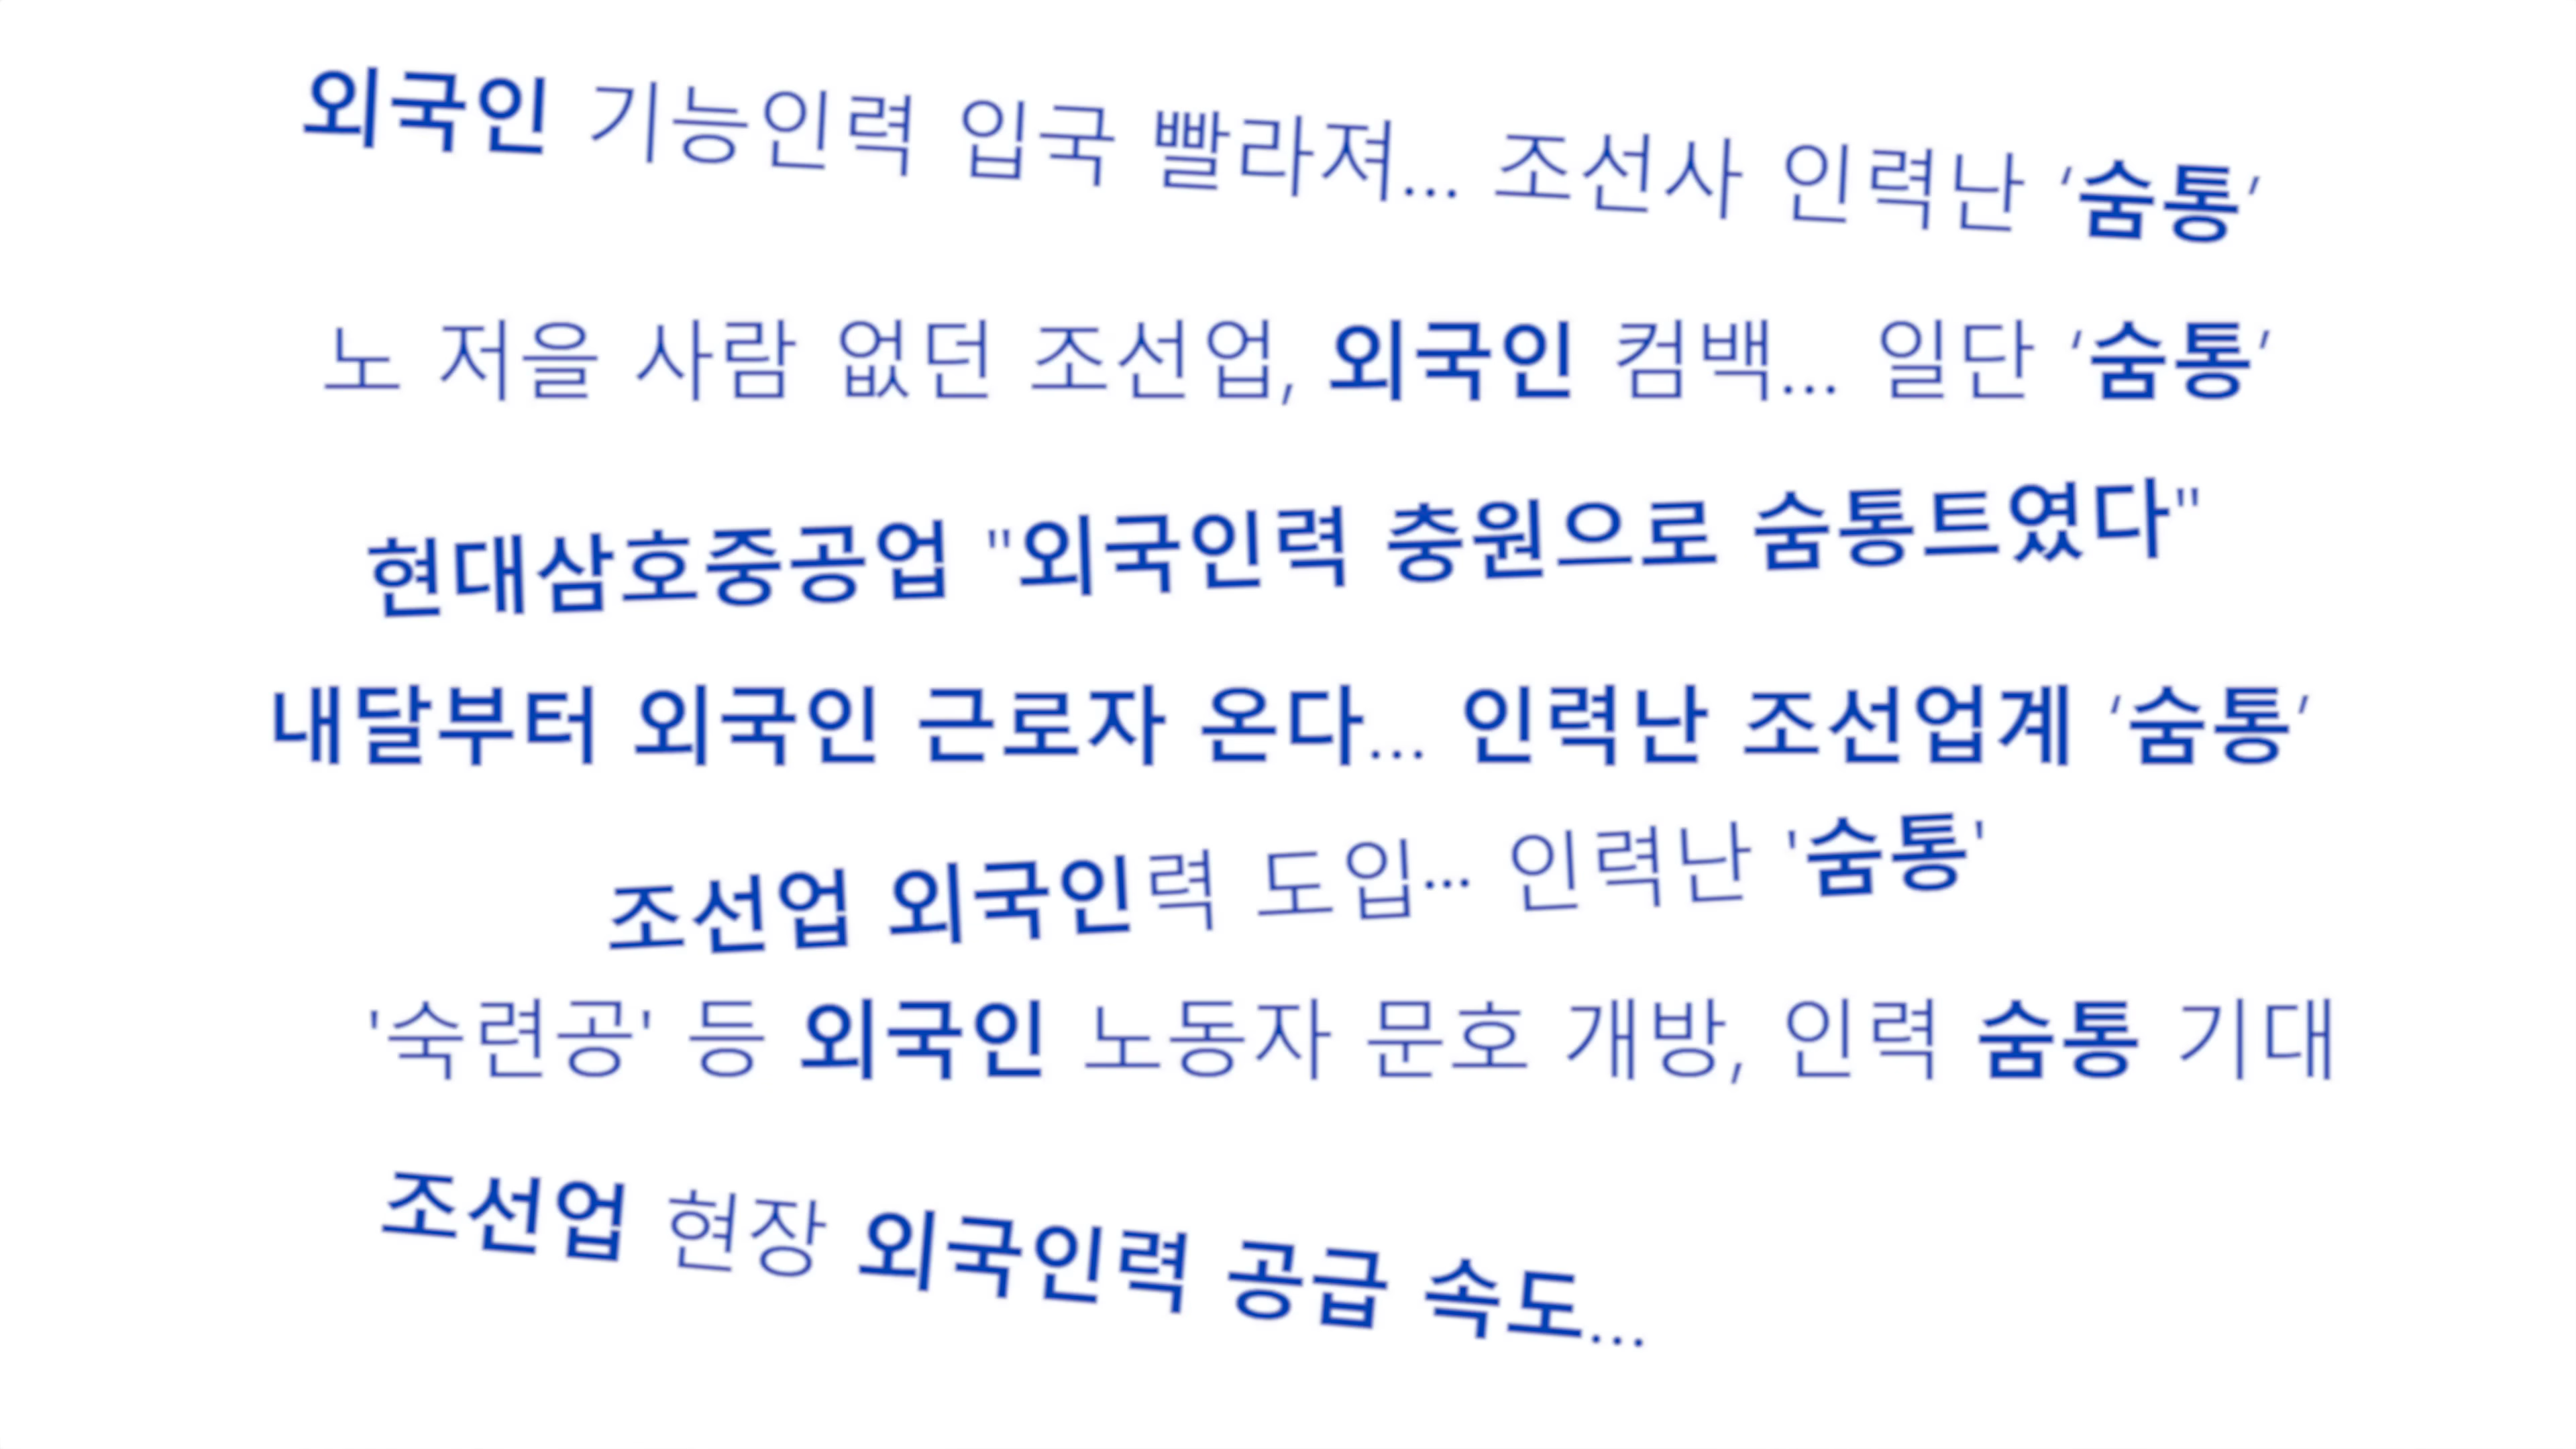 외국인 기능인력 입국 빨라져... 조선사 인력난 ‘숨통’
노 저을 사람 없던 조선업, 외국인 컴백... 일단 ‘숨통’
현대삼호중공업 "외국인력 충원으로 숨통트였다"
내달부터 외국인 근로자 온다... 인력난 조선업계 ‘숨통’
조선업 외국인력 도입… 인력난 '숨통'
'숙련공' 등 외국인 노동자 문호 개방, 인력 숨통 기대
조선업 현장 외국인력 공급 속도...